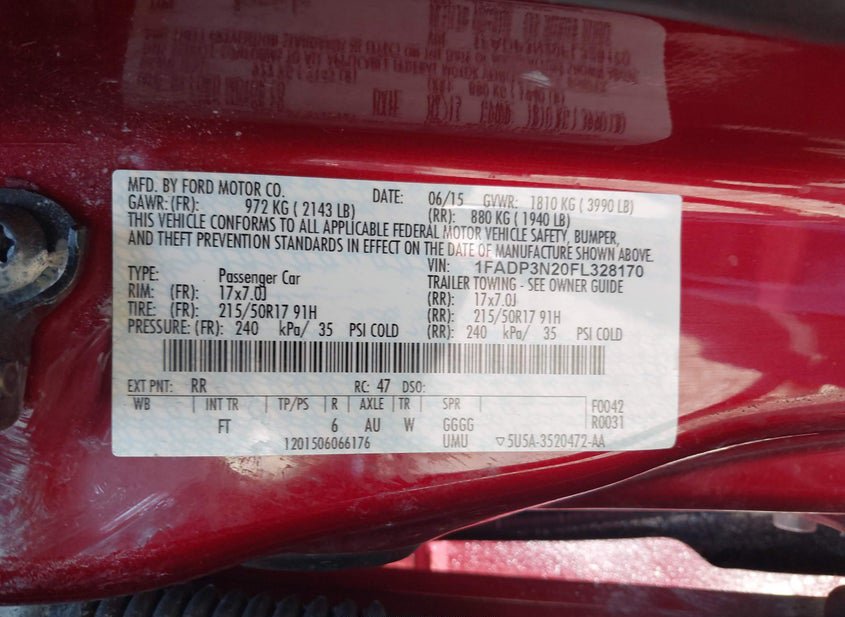 MFD. BY FORD MOTOR CO. DATE: 06/15 GVWR: 1810 KG ( 3990 LB)
GAWR: (FR): 972 KG ( 2143 LB) (RR): 880 KG ( 1940 LB)
THIS VEHICLE CONFORMS TO ALL APPLICABLE FEDERAL MOTOR VEHICLE SAFETY, BUMPER,
AND THEFT PREVENTION STANDARDS IN EFFECT ON THE DATE OF MANUFACTURE SHOWN ABOVE.
VIN: 1FADP3N20FL328170
TYPE: Passenger Car TRAILER TOWING - SEE OWNER GUIDE
RIM: (FR): 17x7.0J (RR): 17x7.0J
TIRE: (FR): 215/50R17 91H (RR): 215/50R17 91H
PRESSURE: (FR): 240 kPa/ 35 PSI COLD (RR): 240 kPa/ 35 PSI COLD
EXT PNT: RR RC: 47 DSO:
WB INT TR TP/PS R AXLE TR SPR F0042
FT 6 AU W GGGG R0031
1201506066176 UMU ▽5U5A-3520472-AA